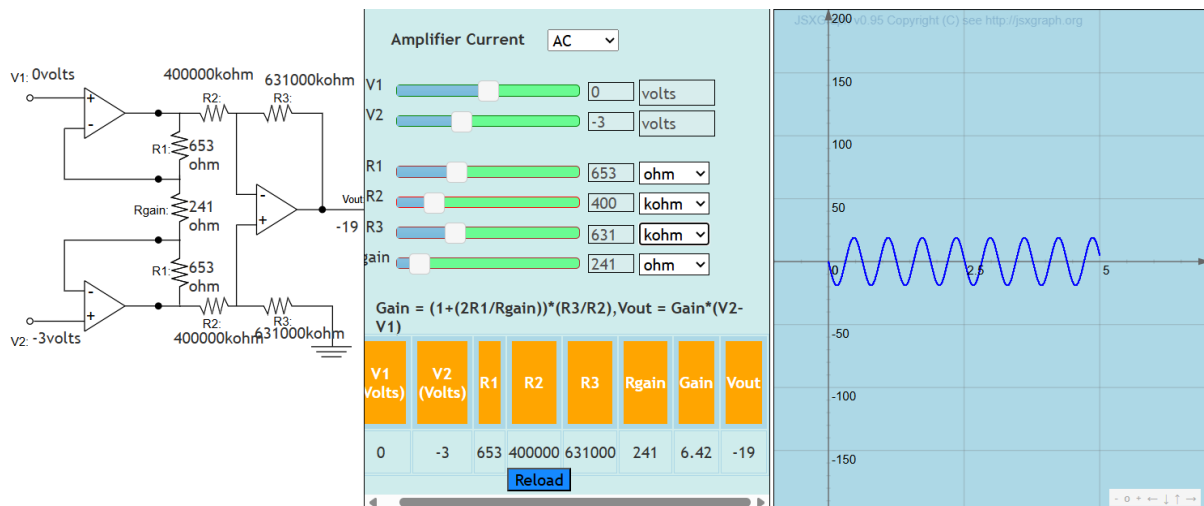 V1: 0volts
400000kohm
631000kohm
R2:
R3:
+
-
R1: 653
ohm
Rgain: 241
ohm
-
+
Vout
-19
R1: 653
ohm
-
+
V2: -3volts
R2:
R3:
400000kohm
631000kohm
Amplifier Current AC
V1 0 volts
V2 -3 volts
R1 653 ohm
R2 400 kohm
R3 631 kohm
gain 241 ohm
Gain = (1+(2R1/Rgain))*(R3/R2),Vout = Gain*(V2-
V1)
V1 (Volts) V2 (Volts) R1 R2 R3 Rgain Gain Vout
0 -3 653 400000 631000 241 6.42 -19
Reload
v0.95 Copyright (C) see http://jsxgraph.org
200
150
100
50
0 2.5 5
-50
-100
-150
- o + ← ↓ ↑ →